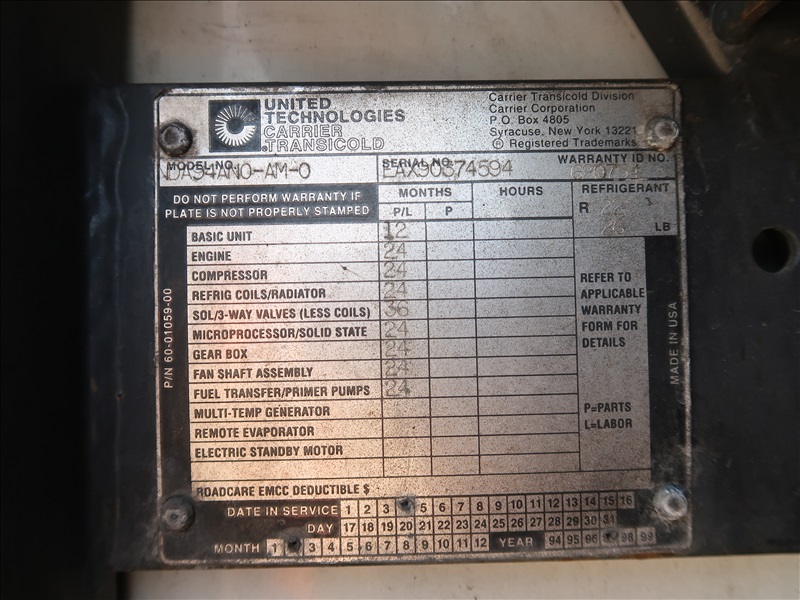 UNITED
TECHNOLOGIES
CARRIER
TRANSICOLD
Carrier Transicold Division
Carrier Corporation
P.O. Box 4805
Syracuse, New York 13221
® Registered Trademarks
MODEL NO. NDA94AN0-AM-0
SERIAL NO. EAX90374594
WARRANTY ID NO.
DO NOT PERFORM WARRANTY IF
PLATE IS NOT PROPERLY STAMPED
MONTHS HOURS REFRIGERANT
P/L P R 22
LB
BASIC UNIT 12
ENGINE 24
COMPRESSOR 24
REFRIG COILS/RADIATOR 24
SOL/3-WAY VALVES (LESS COILS) 36
MICROPROCESSOR/SOLID STATE 24
GEAR BOX 24
FAN SHAFT ASSEMBLY 24
FUEL TRANSFER/PRIMER PUMPS 24
MULTI-TEMP GENERATOR
REMOTE EVAPORATOR
ELECTRIC STANDBY MOTOR
REFER TO
APPLICABLE
WARRANTY
FORM FOR
DETAILS
P=PARTS
L=LABOR
P/N 60-01059-00
MADE IN USA
ROADCARE EMCC DEDUCTIBLE $
DATE IN SERVICE 1 2 3 5 6 7 8 9 10 11 12 13 14 15 16
DAY 17 18 19 20 21 22 23 24 25 26 27 28 29 30 31
MONTH 1 3 4 5 6 7 8 9 10 11 12 YEAR 94 95 96 98 99